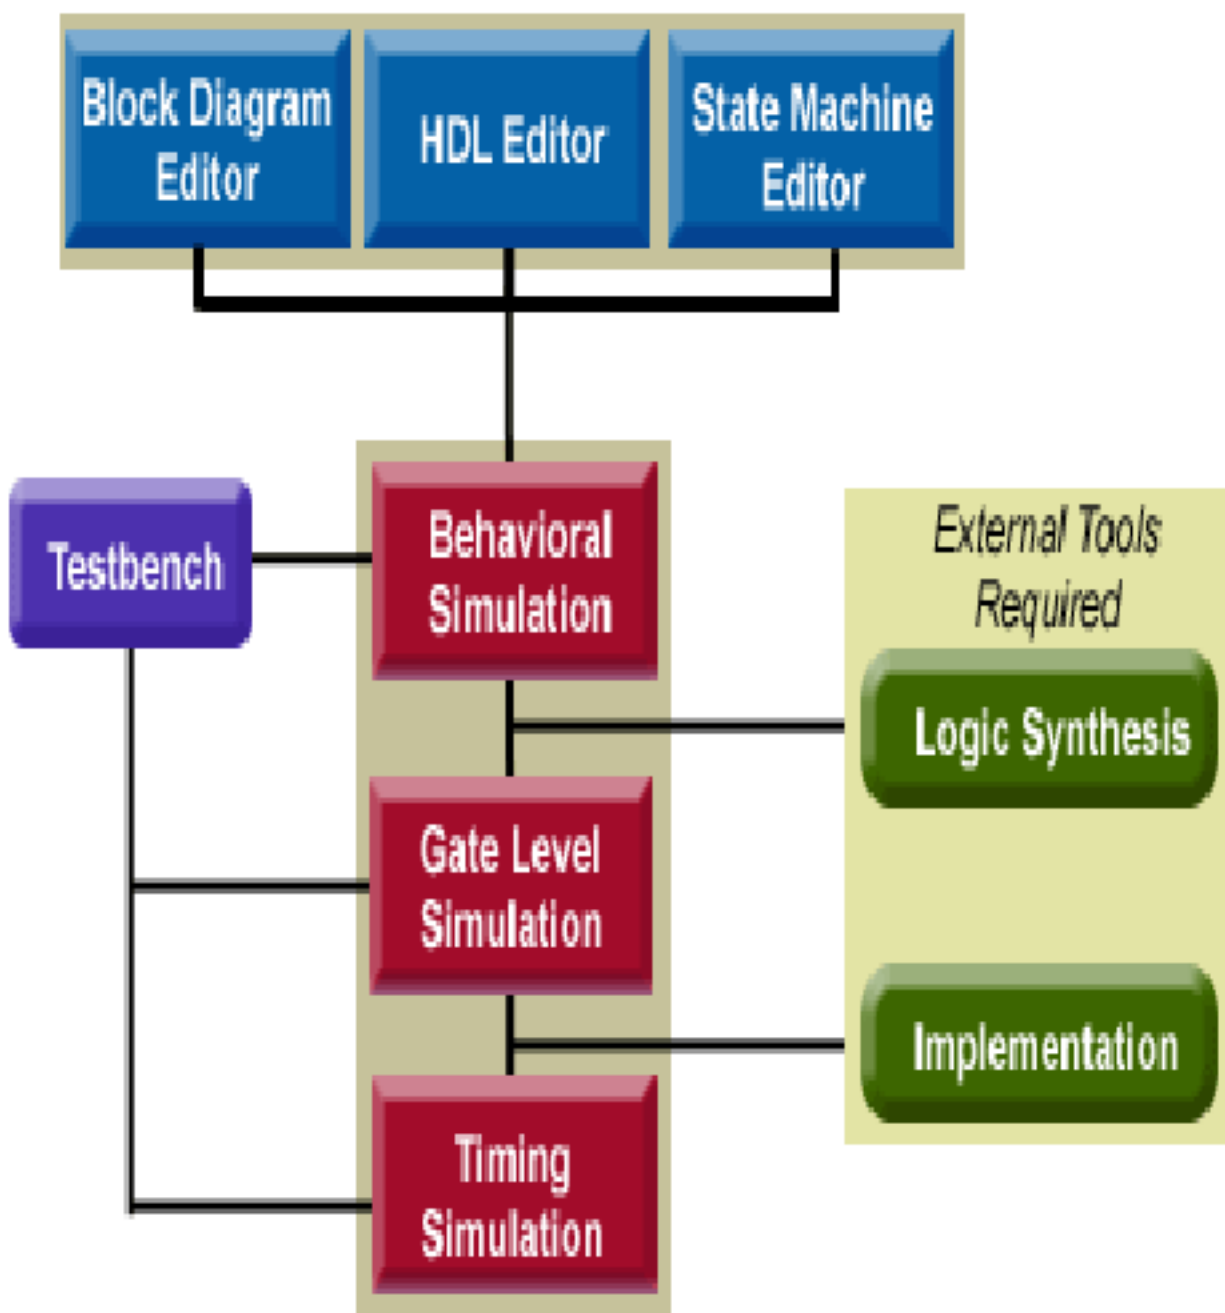 Block Diagram
Editor
HDL Editor
State Machine
Editor
Testbench
Behavioral
Simulation
External Tools
Required
Logic Synthesis
Gate Level
Simulation
Implementation
Timing
Simulation